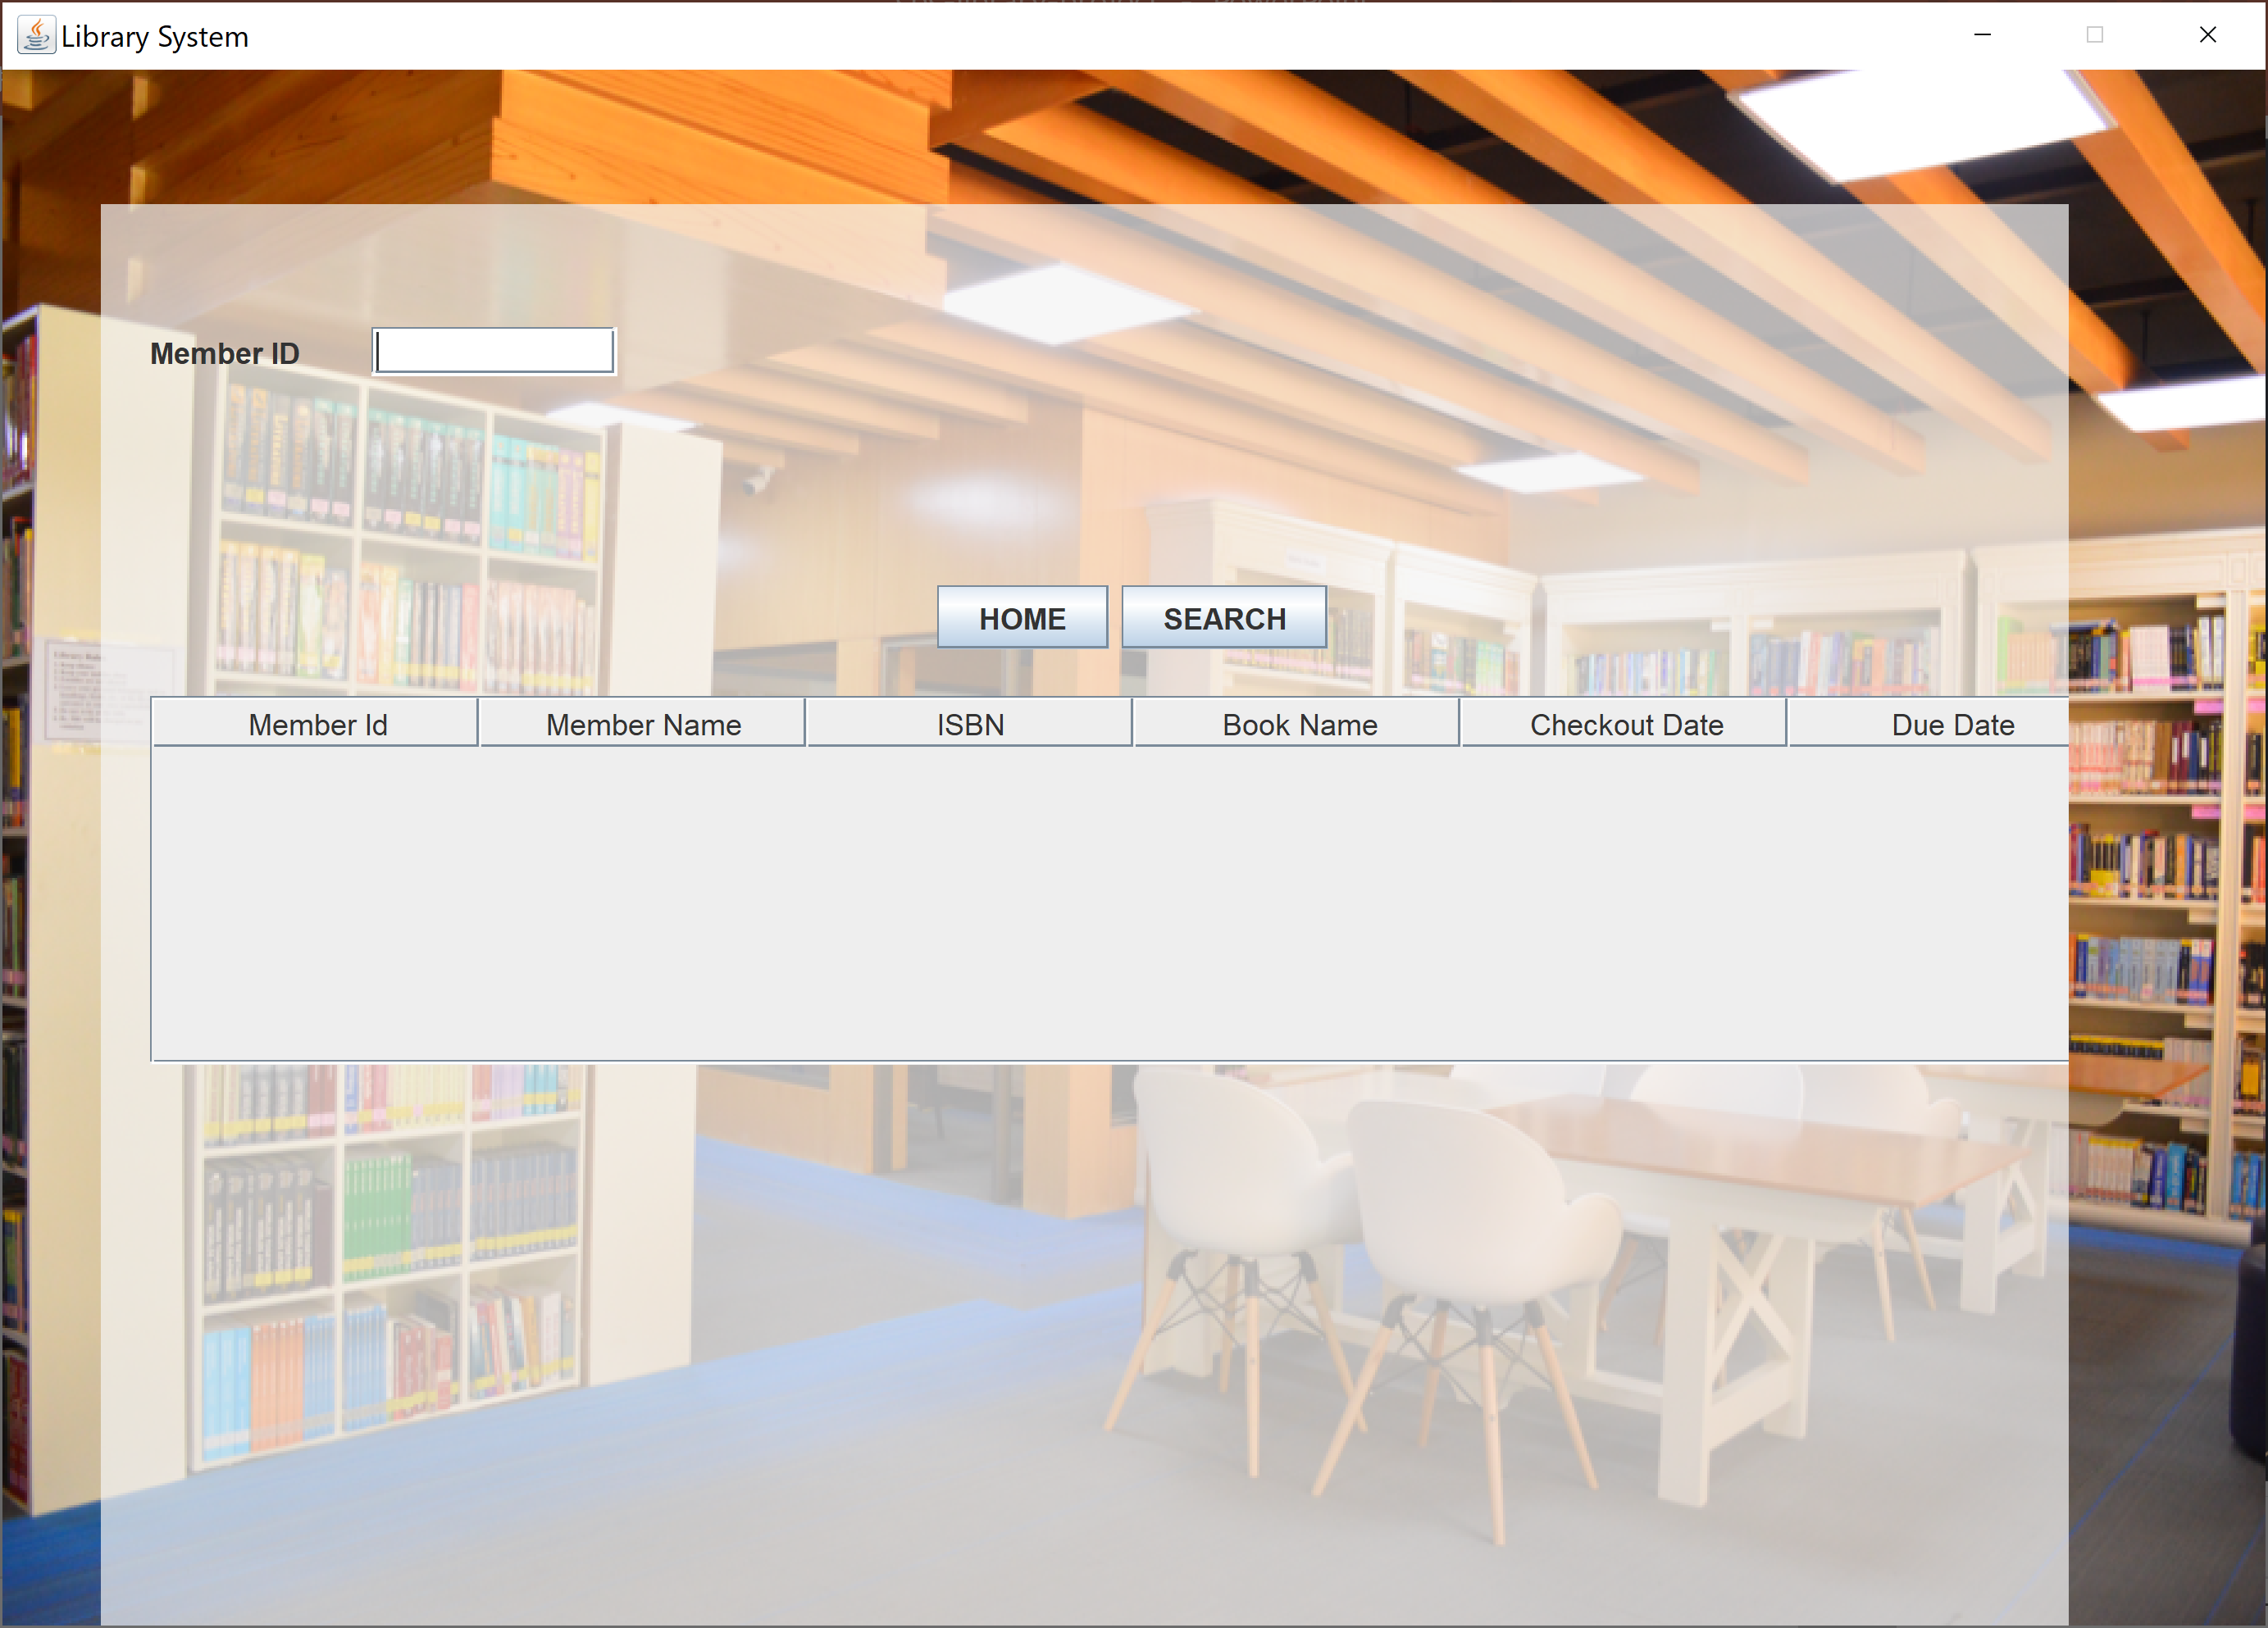 Library System
Member ID
HOME SEARCH
Member Id Member Name ISBN Book Name Checkout Date Due Date